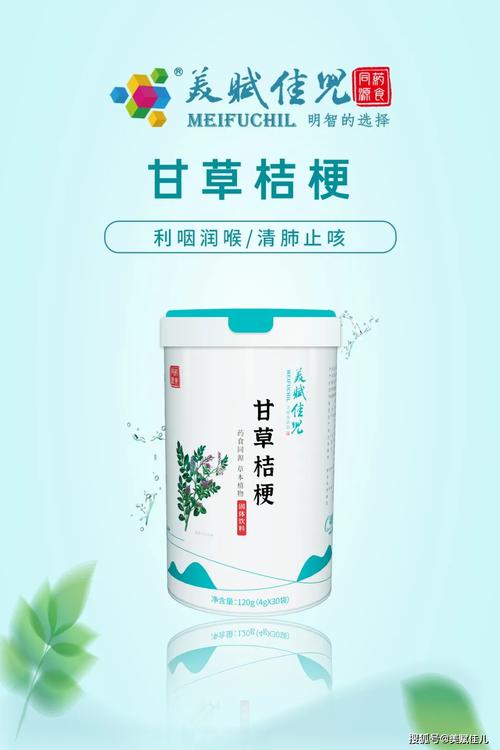 ®
美赋佳児
药食同源
MEIFUCHIL 明智的选择
甘草桔梗
利咽润喉/清肺止咳
美赋佳児
MEIFUCHIL
甘草桔梗
药食同源 草本植物
固体饮料
净含量:120g(4gX30袋)
搜狐号@美赋佳儿